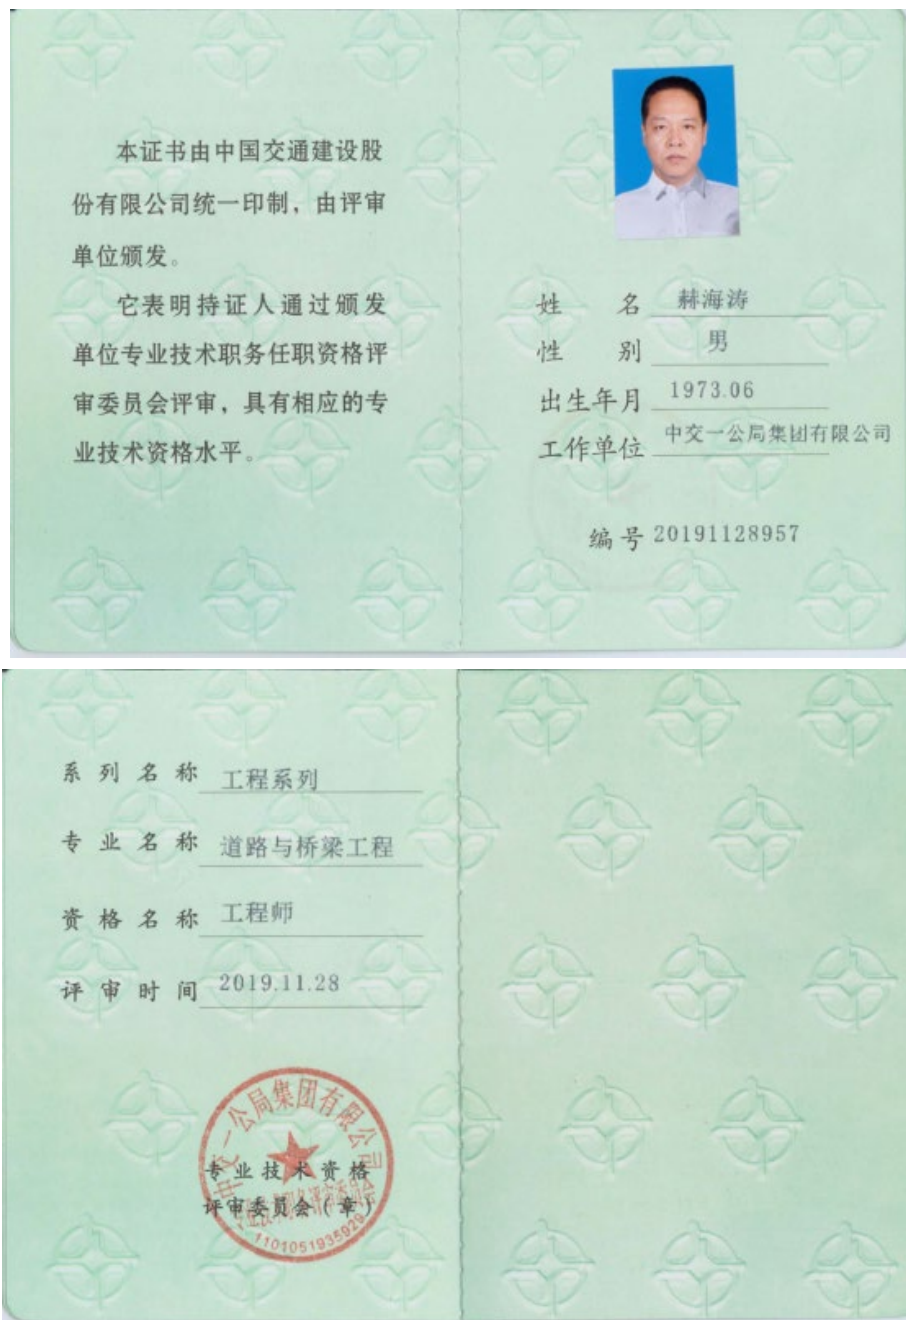 本证书由中国交通建设股
份有限公司统一印制，由评审
单位颁发。
它表明持证人通过颁发
单位专业技术职务任职资格评
审委员会评审，具有相应的专
业技术资格水平。
姓 名 赫海涛
性 别 男
出生年月 1973.06
工作单位 中交一公局集团有限公司
编号 20191128957
系列名称 工程系列
专业名称 道路与桥梁工程
资格名称 工程师
评审时间 2019.11.28
中交一公局集团有限公司
专业技术资格
评审委员会(章)
1101051935929